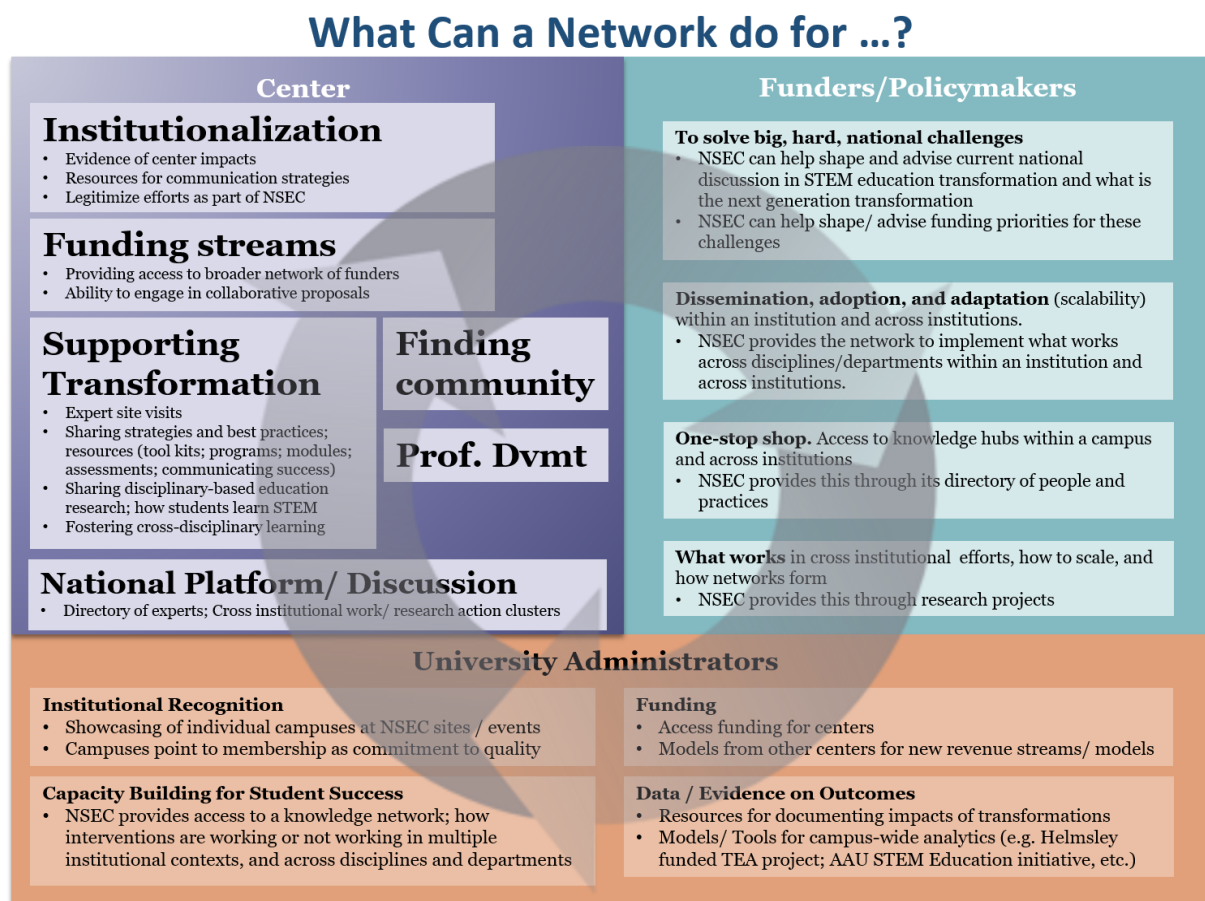 What Can a Network do for ...?
Center
Institutionalization
• Evidence of center impacts
• Resources for communication strategies
• Legitimize efforts as part of NSEC
Funding streams
• Providing access to broader network of funders
• Ability to engage in collaborative proposals
Supporting
Transformation
• Expert site visits
• Sharing strategies and best practices;
resources (tool kits; programs; modules;
assessments; communicating success)
• Sharing disciplinary-based education
research; how students learn STEM
• Fostering cross-disciplinary learning
Finding
community
Prof. Dvmt
National Platform/ Discussion
• Directory of experts; Cross institutional work/ research action clusters
Funders/Policymakers
To solve big, hard, national challenges
• NSEC can help shape and advise current national
discussion in STEM education transformation and what is
the next generation transformation
• NSEC can help shape/ advise funding priorities for these
challenges
Dissemination, adoption, and adaptation (scalability)
within an institution and across institutions.
• NSEC provides the network to implement what works
across disciplines/departments within an institution and
across institutions.
One-stop shop. Access to knowledge hubs within a campus
and across institutions
• NSEC provides this through its directory of people and
practices
What works in cross institutional efforts, how to scale, and
how networks form
• NSEC provides this through research projects
University Administrators
Institutional Recognition
• Showcasing of individual campuses at NSEC sites / events
• Campuses point to membership as commitment to quality
Funding
• Access funding for centers
• Models from other centers for new revenue streams/ models
Capacity Building for Student Success
• NSEC provides access to a knowledge network; how
interventions are working or not working in multiple
institutional contexts, and across disciplines and departments
Data / Evidence on Outcomes
• Resources for documenting impacts of transformations
• Models/ Tools for campus-wide analytics (e.g. Helmsley
funded TEA project; AAU STEM Education initiative, etc.)